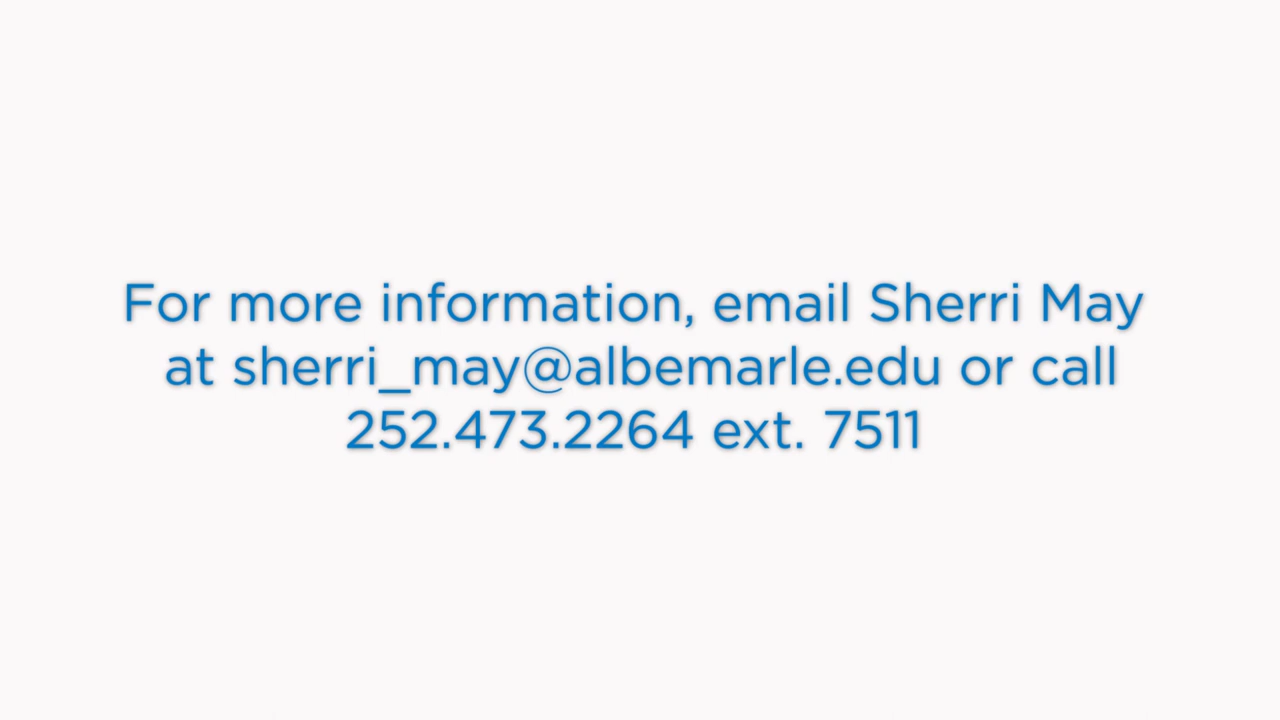 For more information, email Sherri May
at sherri_may@albemarle.edu or call
252.473.2264 ext. 7511